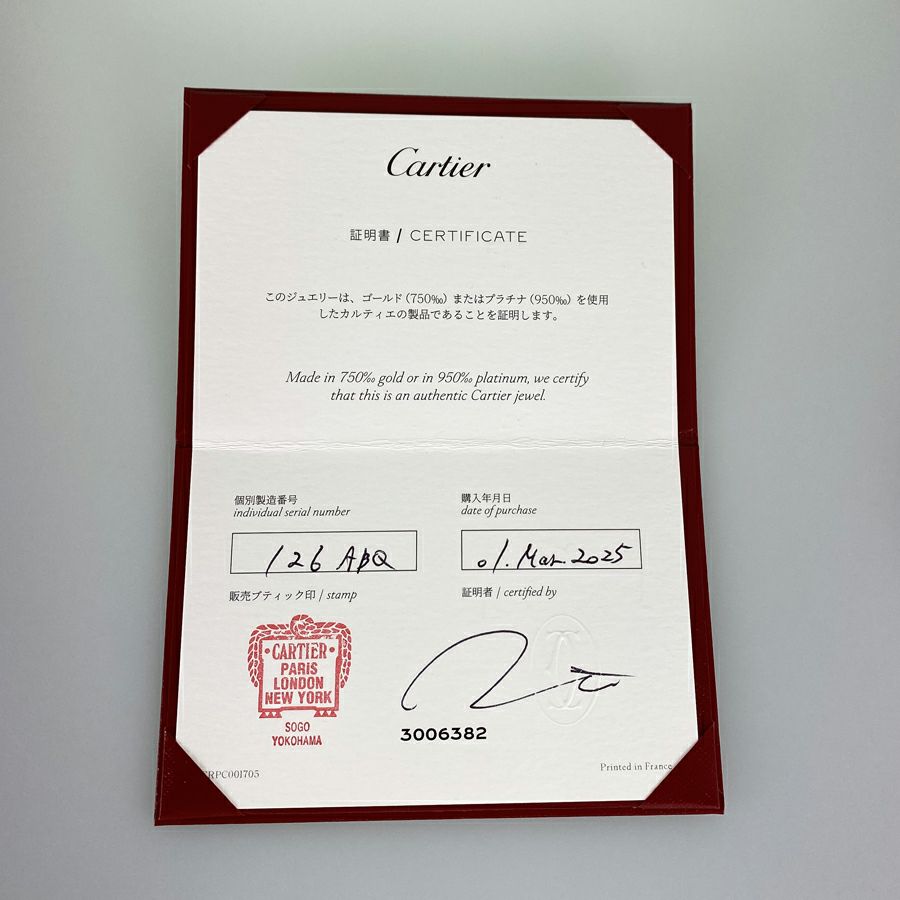 Cartier
証明書 / CERTIFICATE
このジュエリーは、ゴールド（750‰）またはプラチナ（950‰）を使用
したカルティエの製品であることを証明します。
Made in 750‰ gold or in 950‰ platinum, we certify
that this is an authentic Cartier jewel.
個別製造番号
individual serial number
126 ABQ
購入年月日
date of purchase
01. Mar. 2025
販売ブティック印 / stamp
証明者 / certified by
CARTIER
PARIS
LONDON
NEW YORK
SOGO
YOKOHAMA
3006382
RPC001705
Printed in France